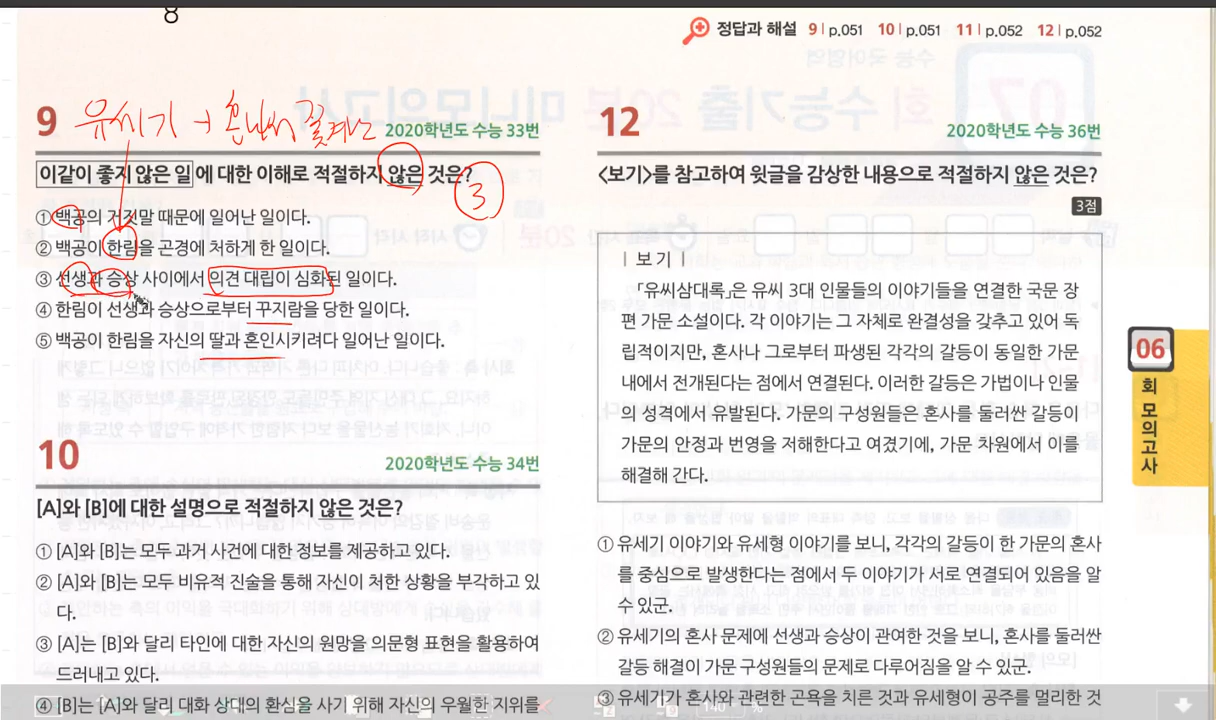 8
정답과 해설 9 | p.051 10 | p.051 11 | p.052 12 | p.052
9 유씨기 → 혼난써 꽃겨난
2020학년도 수능 33번
이같이 좋지 않은 일에 대한 이해로 적절하지 않은 것은?
③
① 백공의 거짓말 때문에 일어난 일이다.
② 백공이 한림을 곤경에 처하게 한 일이다.
③ 선생과 승상 사이에서 의견 대립이 심화된 일이다.
④ 한림이 선생과 승상으로부터 꾸지람을 당한 일이다.
⑤ 백공이 한림을 자신의 딸과 혼인시키려다 일어난 일이다.
10
2020학년도 수능 34번
[A]와 [B]에 대한 설명으로 적절하지 않은 것은?
① [A]와 [B]는 모두 과거 사건에 대한 정보를 제공하고 있다.
② [A]와 [B]는 모두 비유적 진술을 통해 자신이 처한 상황을 부각하고 있
다.
③ [A]는 [B]와 달리 타인에 대한 자신의 원망을 의문형 표현을 활용하여
드러내고 있다.
④ [B]는 [A]와 달리 대화 상대의 환심을 사기 위해 자신의 우월한 지위를
12
2020학년도 수능 36번
<보기>를 참고하여 윗글을 감상한 내용으로 적절하지 않은 것은?
3점
| 보 기 |
「유씨삼대록」은 유씨 3대 인물들의 이야기들을 연결한 국문 장
편 가문 소설이다. 각 이야기는 그 자체로 완결성을 갖추고 있어 독
립적이지만, 혼사나 그로부터 파생된 각각의 갈등이 동일한 가문
내에서 전개된다는 점에서 연결된다. 이러한 갈등은 가법이나 인물
의 성격에서 유발된다. 가문의 구성원들은 혼사를 둘러싼 갈등이
가문의 안정과 번영을 저해한다고 여겼기에, 가문 차원에서 이를
해결해 간다.
① 유세기 이야기와 유세형 이야기를 보니, 각각의 갈등이 한 가문의 혼사
를 중심으로 발생한다는 점에서 두 이야기가 서로 연결되어 있음을 알
수 있군.
② 유세기의 혼사 문제에 선생과 승상이 관여한 것을 보니, 혼사를 둘러싼
갈등 해결이 가문 구성원들의 문제로 다루어짐을 알 수 있군.
③ 유세기가 혼사와 관련한 곤욕을 치른 것과 유세형이 공주를 멀리한 것
06
회 모의고사
140 %